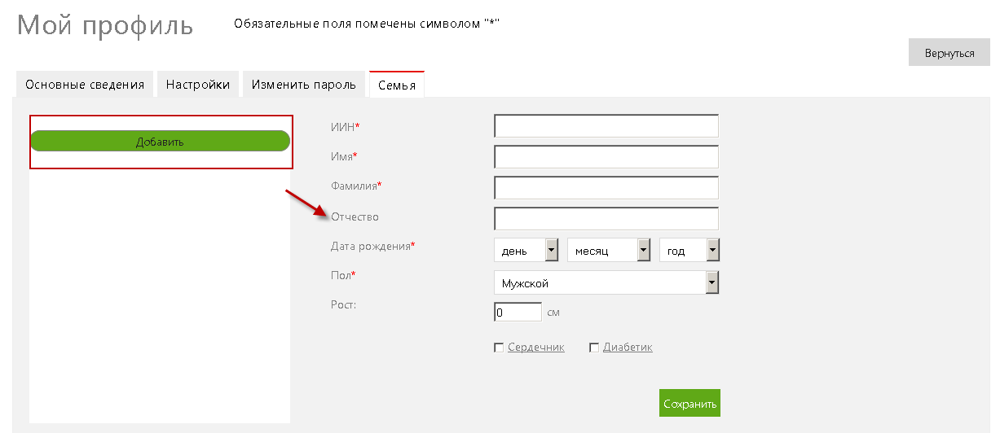 Мой профиль
Обязательные поля помечены символом "*"
Вернуться
Основные сведения
Настройки
Изменить пароль
Семья
Добавить
ИИН*
Имя*
Фамилия*
Отчество
Дата рождения* день месяц год
Пол* Мужской
Рост: 0 см
Сердечник Диабетик
Сохранить